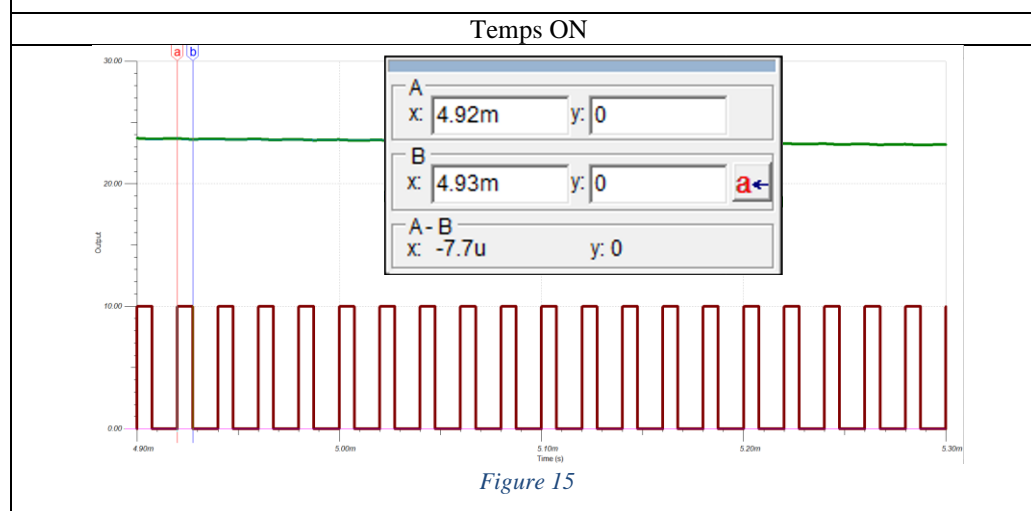 Temps ON
a b
30.00
A
x: 4.92m y: 0
B
x: 4.93m y: 0 a
A - B
x: -7.7u y: 0
20.00
Output
10.00
0.00
4.90m 5.00m 5.10m 5.20m 5.30m
Time (s)
Figure 15